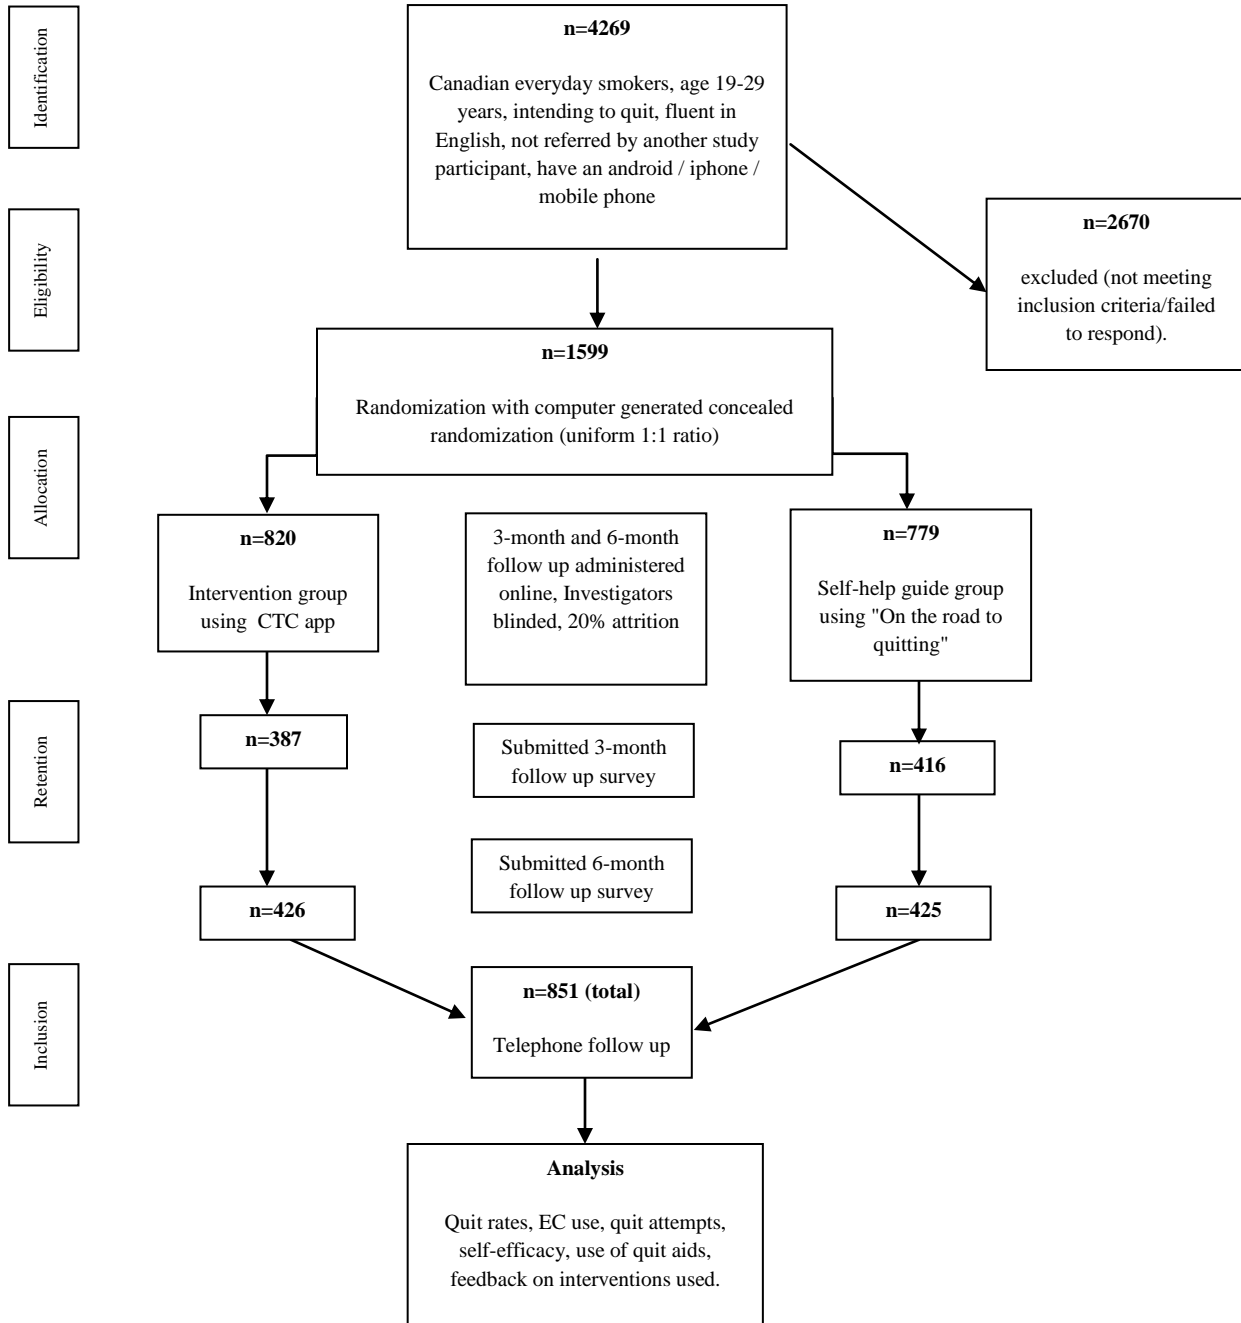 Identification
n=4269
Canadian everyday smokers, age 19-29
years, intending to quit, fluent in
English, not referred by another study
participant, have an android / iphone /
mobile phone
Eligibility
n=2670
excluded (not meeting
inclusion criteria/failed
to respond).
n=1599
Randomization with computer generated concealed
randomization (uniform 1:1 ratio)
Allocation
n=820
Intervention group
using CTC app
3-month and 6-month
follow up administered
online, Investigators
blinded, 20% attrition
n=779
Self-help guide group
using "On the road to
quitting"
Retention
n=387
Submitted 3-month
follow up survey
n=416
Submitted 6-month
follow up survey
n=426
n=425
Inclusion
n=851 (total)
Telephone follow up
Analysis
Quit rates, EC use, quit attempts,
self-efficacy, use of quit aids,
feedback on interventions used.